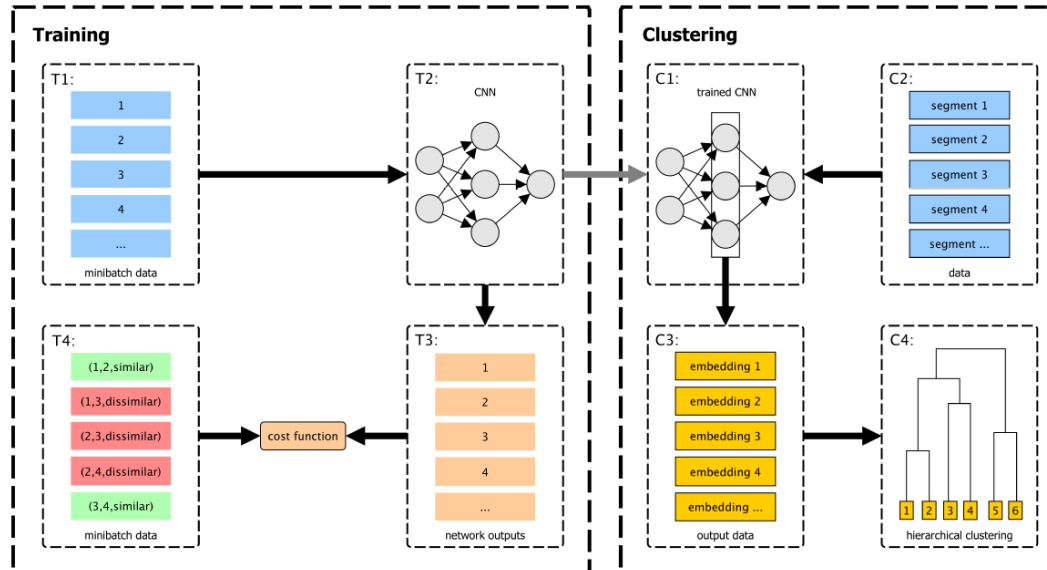 Training
T1:
1
2
3
4
...
minibatch data
T2:
CNN
T4:
(1,2,similar)
(1,3,dissimilar)
(2,3,dissimilar)
(2,4,dissimilar)
(3,4,similar)
minibatch data
cost function
T3:
1
2
3
4
...
network outputs
Clustering
C1:
trained CNN
C2:
segment 1
segment 2
segment 3
segment 4
segment ...
data
C3:
embedding 1
embedding 2
embedding 3
embedding 4
embedding ...
output data
C4:
1 2 3 4 5 6
hierarchical clustering